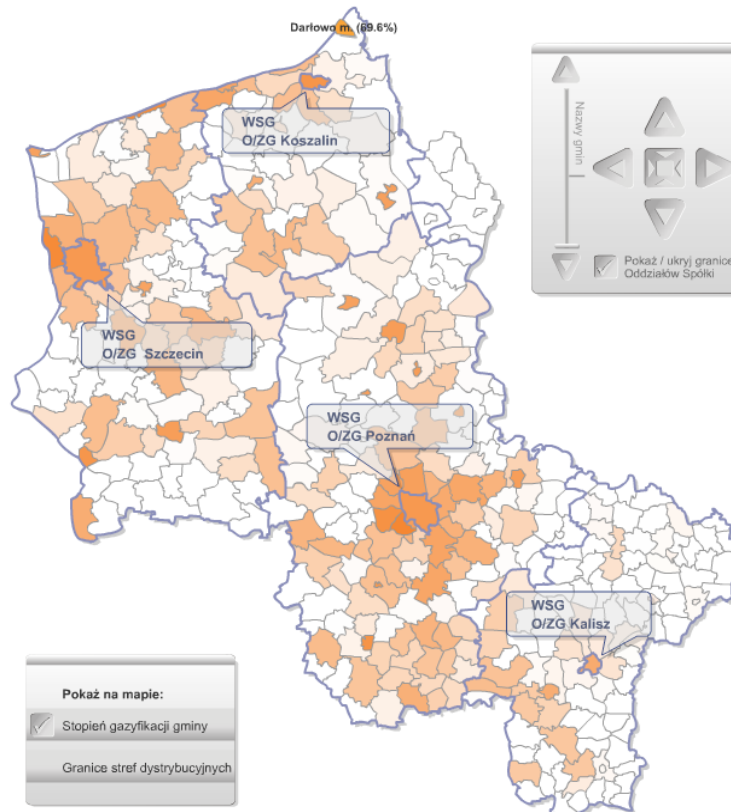 Darłowo m. (69.6%)
WSG
O/ZG Koszalin
Nazwy gmin
Pokaż / ukryj granice
Oddziałów Spółki
WSG
O/ZG Szczecin
WSG
O/ZG Poznań
WSG
O/ZG Kalisz
Pokaż na mapie:
Stopień gazyfikacji gminy
Granice stref dystrybucyjnych